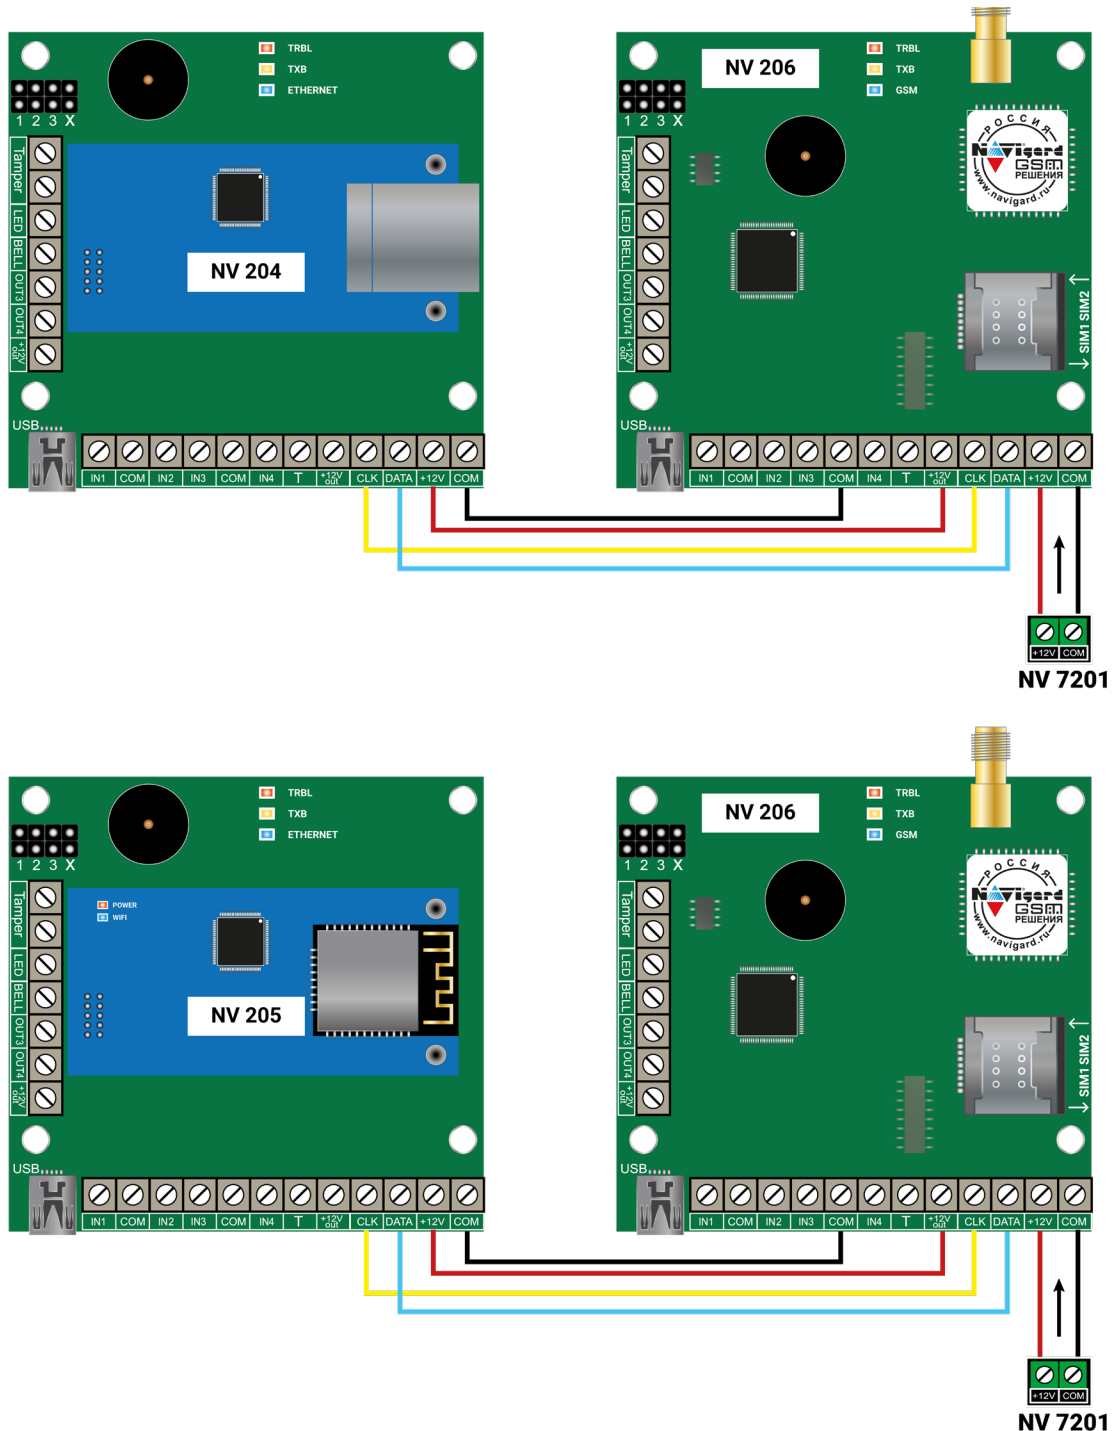 TRBL
TXB
ETHERNET
1 2 3 X
Tamper
LED
BELL
OUT3
OUT4
+12V out
NV 204
USB
IN1 COM IN2 IN3 COM IN4 T +12V out CLK DATA +12V COM
NV 206
TRBL
TXB
GSM
1 2 3 X
Tamper
LED
BELL
OUT3
OUT4
+12V out
РОССИЯ
Navigard
GSM
РЕШЕНИЯ
www.navigard.ru
SIM1 SIM2
USB
IN1 COM IN2 IN3 COM IN4 T +12V out CLK DATA +12V COM
+12V COM
NV 7201
TRBL
TXB
ETHERNET
1 2 3 X
POWER
WIFI
Tamper
LED
BELL
OUT3
OUT4
+12V out
NV 205
USB
IN1 COM IN2 IN3 COM IN4 T +12V out CLK DATA +12V COM
NV 206
TRBL
TXB
GSM
1 2 3 X
Tamper
LED
BELL
OUT3
OUT4
+12V out
РОССИЯ
Navigard
GSM
РЕШЕНИЯ
www.navigard.ru
SIM1 SIM2
USB
IN1 COM IN2 IN3 COM IN4 T +12V out CLK DATA +12V COM
+12V COM
NV 7201